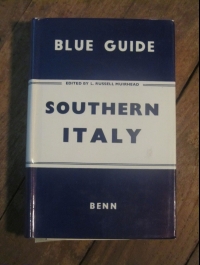 BLUE GUIDE
EDITED BY L. RUSSELL MUIRHEAD
SOUTHERN
ITALY
BENN